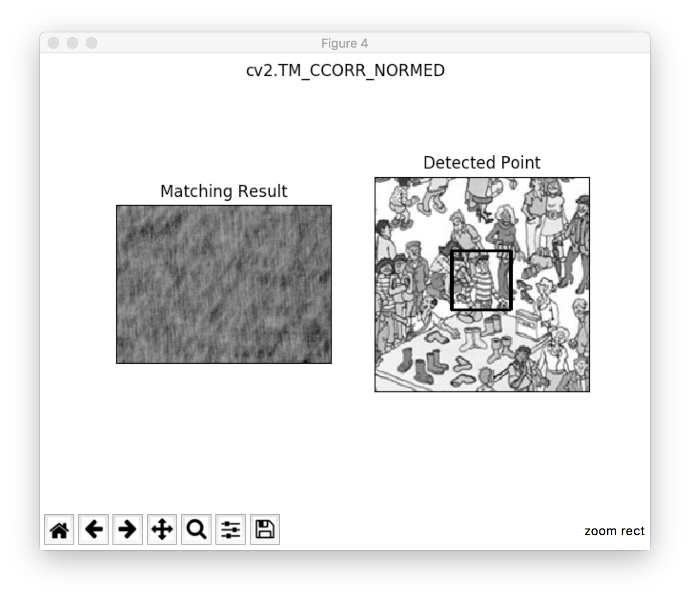 Figure 4
cv2.TM_CCORR_NORMED
Matching Result
Detected Point
zoom rect